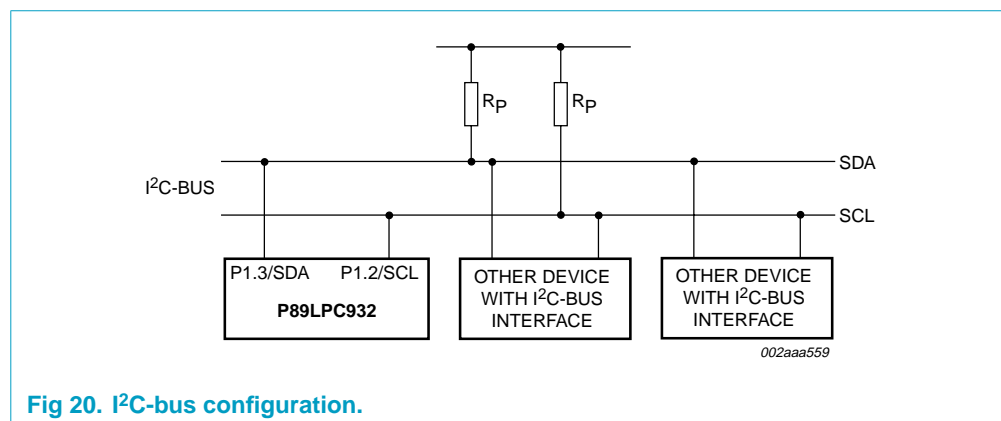 RP RP
SDA
I2C-BUS
SCL
P1.3/SDA P1.2/SCL
P89LPC932
OTHER DEVICE
WITH I2C-BUS
INTERFACE
OTHER DEVICE
WITH I2C-BUS
INTERFACE
002aaa559
Fig 20. I2C-bus configuration.